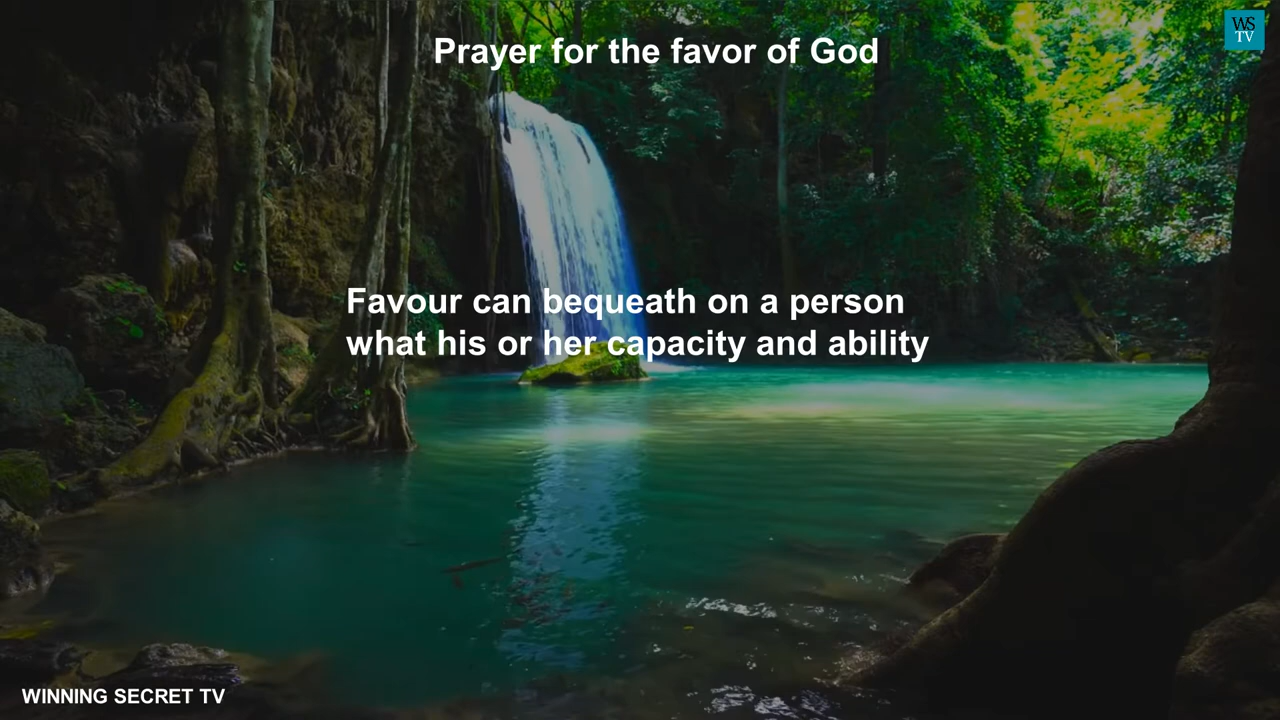 WS
TV
Prayer for the favor of God
Favour can bequeath on a person
what his or her capacity and ability
WINNING SECRET TV